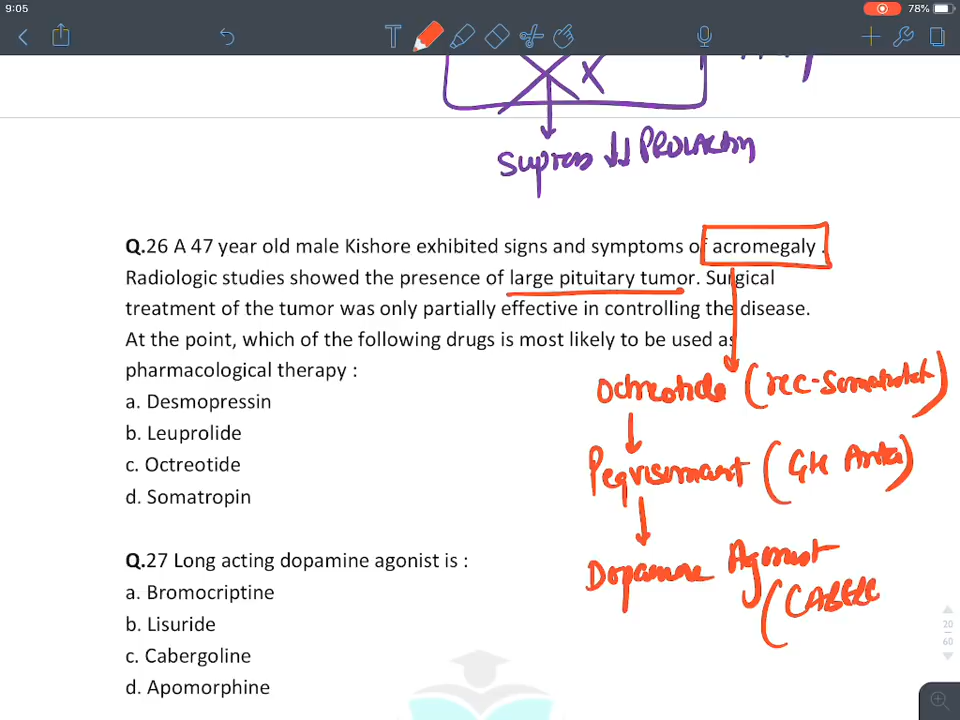 9:05
78%
T
X
Supress ↓↓ PROLACTIN
Q.26 A 47 year old male Kishore exhibited signs and symptoms of acromegaly .
Radiologic studies showed the presence of large pituitary tumor. Surgical
treatment of the tumor was only partially effective in controlling the disease.
At the point, which of the following drugs is most likely to be used as
pharmacological therapy :
Octreotide (rec-
a. Desmopressin
b. Leuprolide
c. Octreotide
Pegvisomant (GH Anta)
d. Somatropin
Dopamine Agonist
Q.27 Long acting dopamine agonist is :
a. Bromocriptine
(CABERG
b. Lisuride
c. Cabergoline
d. Apomorphine
20
60